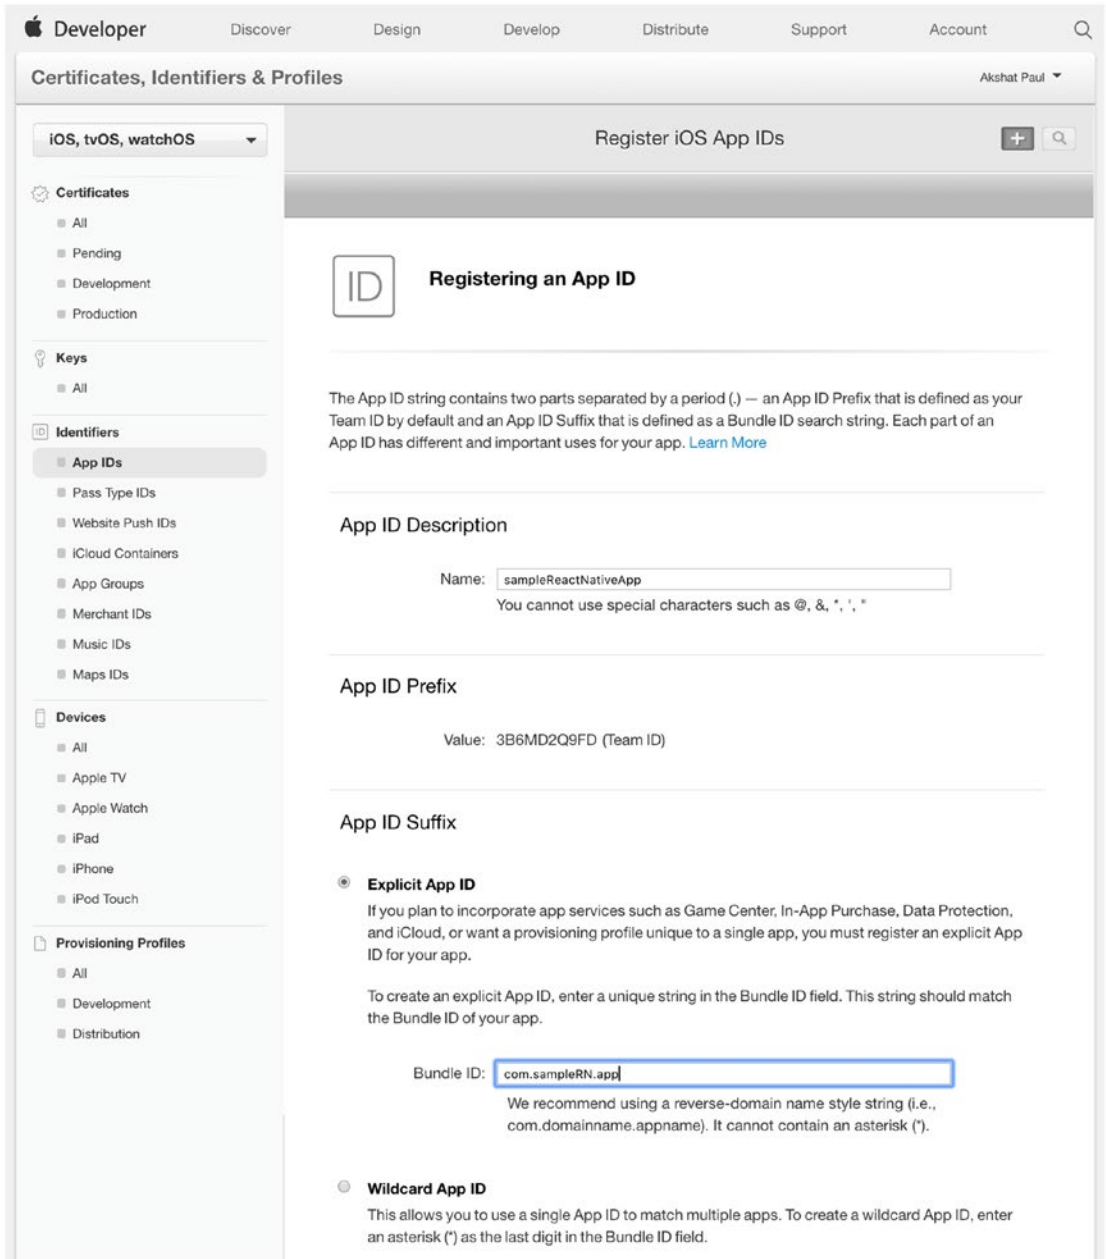 Developer Discover Design Develop Distribute Support Account
Certificates, Identifiers & Profiles
Akshat Paul
iOS, tvOS, watchOS
Certificates
All
Pending
Development
Production
Keys
All
Identifiers
App IDs
Pass Type IDs
Website Push IDs
iCloud Containers
App Groups
Merchant IDs
Music IDs
Maps IDs
Devices
All
Apple TV
Apple Watch
iPad
iPhone
iPod Touch
Provisioning Profiles
All
Development
Distribution
Register iOS App IDs
ID
Registering an App ID
The App ID string contains two parts separated by a period (.) — an App ID Prefix that is defined as your
Team ID by default and an App ID Suffix that is defined as a Bundle ID search string. Each part of an
App ID has different and important uses for your app. Learn More
App ID Description
Name: sampleReactNativeApp
You cannot use special characters such as @, &, *, ', "
App ID Prefix
Value: 3B6MD2Q9FD (Team ID)
App ID Suffix
Explicit App ID
If you plan to incorporate app services such as Game Center, In-App Purchase, Data Protection,
and iCloud, or want a provisioning profile unique to a single app, you must register an explicit App
ID for your app.
To create an explicit App ID, enter a unique string in the Bundle ID field. This string should match
the Bundle ID of your app.
Bundle ID: com.sampleRN.app
We recommend using a reverse-domain name style string (i.e.,
com.domainname.appname). It cannot contain an asterisk (*).
Wildcard App ID
This allows you to use a single App ID to match multiple apps. To create a wildcard App ID, enter
an asterisk (*) as the last digit in the Bundle ID field.